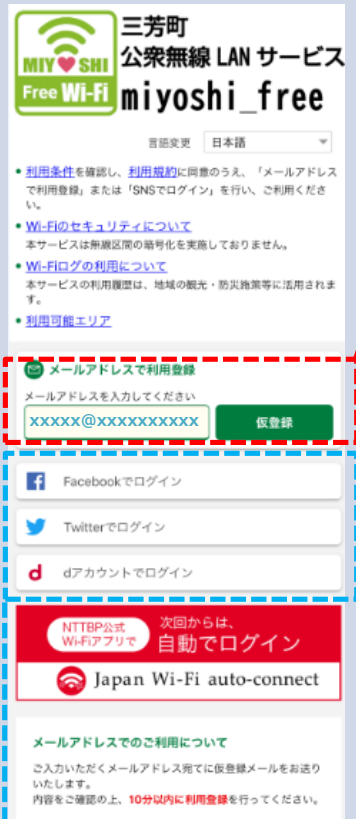 三芳町
公衆無線 LAN サービス
miyoshi_free
MIY SHI
Free Wi-Fi
言語変更 日本語
利用条件を確認し、利用規約に同意のうえ、「メールアドレス
で利用登録」または「SNSでログイン」を行い、ご利用くださ
い。
Wi-Fiのセキュリティについて
本サービスは無線区間の暗号化を実施しておりません。
Wi-Fiログの利用について
本サービスの利用履歴は、地域の観光・防災施策等に活用されま
す。
利用可能エリア
メールアドレスで利用登録
メールアドレスを入力してください
xxxxx@xxxxxxxxxx 仮登録
Facebookでログイン
Twitterでログイン
d dアカウントでログイン
NTTBP公式
Wi-Fiアプリで
次回からは、
自動でログイン
Japan Wi-Fi auto-connect
メールアドレスでのご利用について
ご入力いただくメールアドレス宛てに仮登録メールをお送り
いたします。
内容をご確認の上、10分以内に利用登録を行ってください。